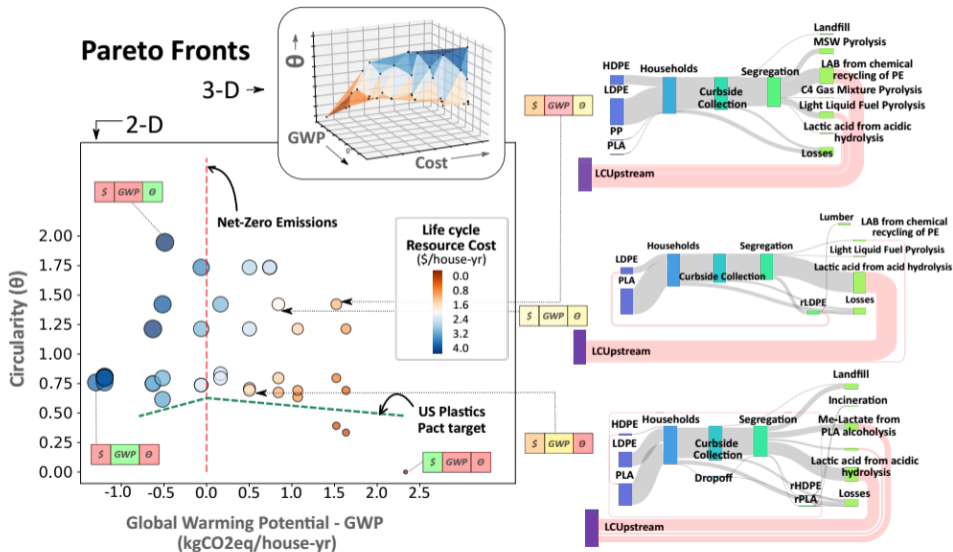 Pareto Fronts
3-D
2-D
Θ
GWP
Cost
$ GWP Θ
Net-Zero Emissions
Life cycle
Resource Cost
($/house-yr)
0.0
0.8
1.6
2.4
3.2
4.0
US Plastics
Pact target
$ GWP Θ
$ GWP Θ
Circularity (Θ)
2.00
1.75
1.50
1.25
1.00
0.75
0.50
0.25
0.00
-1.0
-0.5
0.0
0.5
1.0
1.5
2.0
2.5
Global Warming Potential - GWP
(kgCO2eq/house-yr)
$ GWP Θ
HDPE
LDPE
PP
PLA
Households
Curbside
Collection
Segregation
Landfill
MSW Pyrolysis
LAB from chemical
recycling of PE
C4 Gas Mixture Pyrolysis
Light Liquid Fuel Pyrolysis
Lactic acid from acidic
hydrolysis
Losses
LCUpstream
$ GWP Θ
LDPE
PLA
Households
Curbside Collection
Segregation
Lumber
LAB from chemical
recycling of PE
Light Liquid Fuel Pyrolysis
Lactic acid from acid hydrolysis
rLDPE
Losses
LCUpstream
$ GWP Θ
HDPE
LDPE
PLA
Households
Curbside
Collection
Dropoff
Segregation
Landfill
Incineration
Me-Lactate from
PLA alcoholysis
Lactic acid from acidic
hydrolysis
rHDPE
rPLA
Losses
LCUpstream